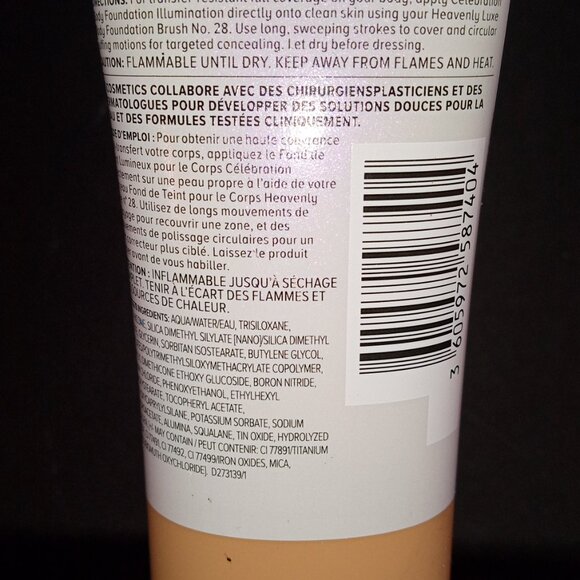 transfer-resistant full coverage on your body, apply Celebration
Body Foundation Illumination directly onto clean skin using your Heavenly Luxe
Body Foundation Brush No. 28. Use long, sweeping strokes to cover and circular
motions for targeted concealing. Let dry before dressing.
FLAMMABLE UNTIL DRY. KEEP AWAY FROM FLAMES AND HEAT.
COSMETICS COLLABORE AVEC DES CHIRURGIENS PLASTICIENS ET DES
POUR DÉVELOPPER DES SOLUTIONS DOUCES POUR LA
ET DES FORMULES TESTÉES CLINIQUEMENT.
D'EMPLOI : Pour obtenir une haute
transfert votre corps, appliquez le Fond de
Lumineux pour le Corps Célébration
sur une peau propre à l'aide de votre
Fond de Teint pour le Corps Heavenly
n° 28. Utilisez de longs mouvements de
pour recouvrir une zone, et des
de polissage circulaires pour un
plus ciblé. Laissez le produit
avant de vous habiller.
: INFLAMMABLE JUSQU'À SÉCHAGE
TENIR À L'ÉCART DES FLAMMES ET
DE CHALEUR.
INGREDIENTS: AQUA/WATER/EAU, TRISILOXANE,
SILICA DIMETHYL SILYLATE [NANO]/SILICA DIMETHYL
SORBITAN ISOSTEARATE, BUTYLENE GLYCOL,
COPOLYMER,
ETHOXY GLUCOSIDE, BORON NITRIDE,
PHENOXYETHANOL, ETHYLHEXYL
TOCOPHERYL ACETATE,
POTASSIUM SORBATE, SODIUM
ALUMINA, SQUALANE, TIN OXIDE, HYDROLYZED
+/- MAY CONTAIN / PEUT CONTENIR: CI 77891/TITANIUM
CI 77492, CI 77499/IRON OXIDES, MICA,
OXYCHLORIDE]. D273139/1
3 605972 587404